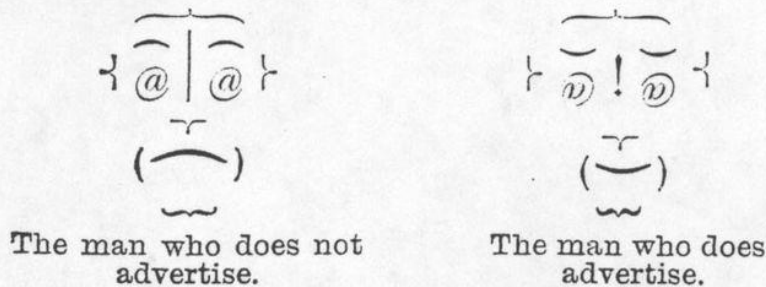 The man who does not
advertise.
The man who does
advertise.